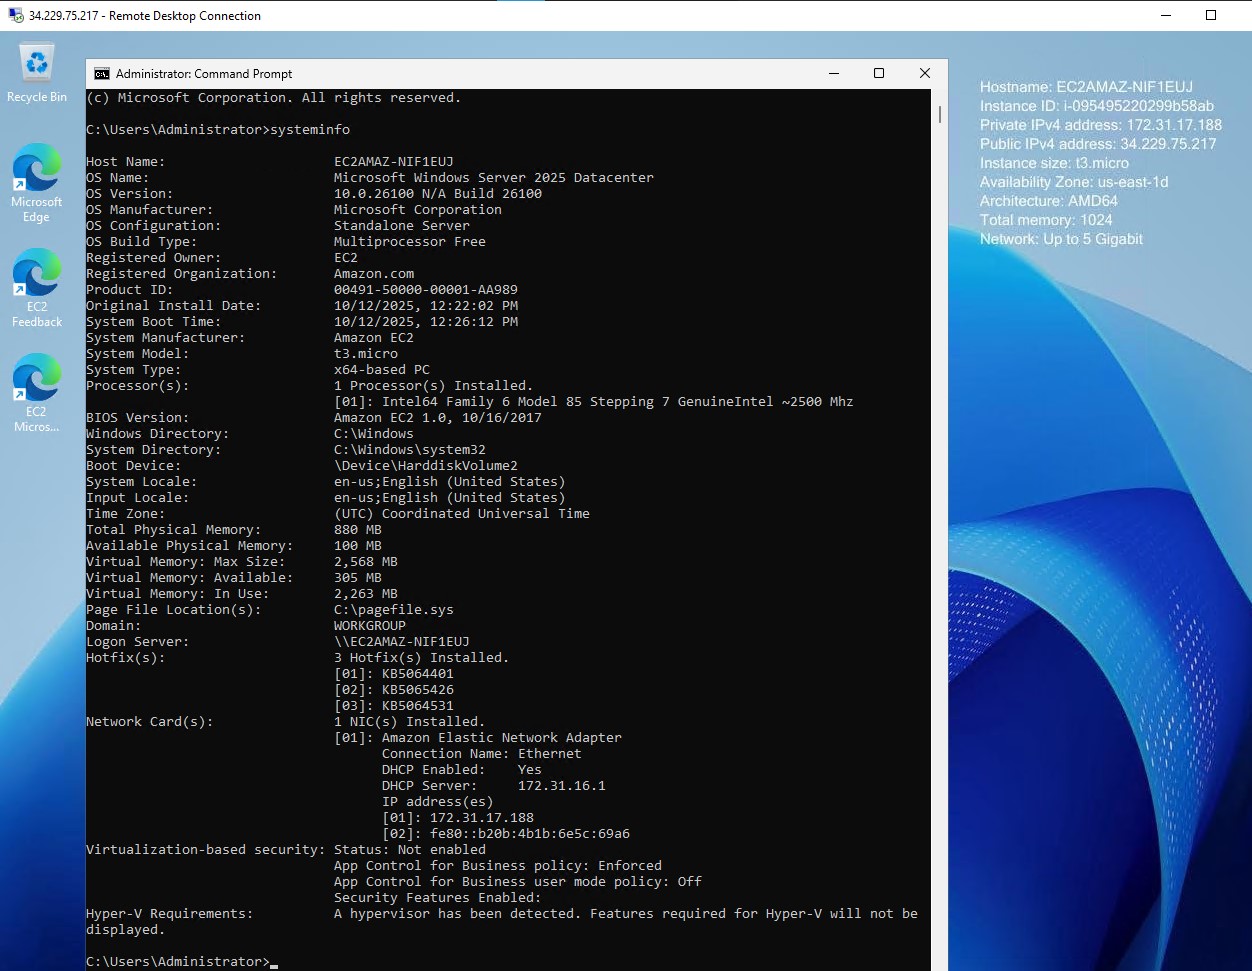 34.229.75.217 - Remote Desktop Connection
Recycle Bin
Microsoft
Edge
EC2
Feedback
EC2
Micros...
Administrator: Command Prompt
(c) Microsoft Corporation. All rights reserved.
C:\Users\Administrator>systeminfo
Host Name: EC2AMAZ-NIF1EUJ
OS Name: Microsoft Windows Server 2025 Datacenter
OS Version: 10.0.26100 N/A Build 26100
OS Manufacturer: Microsoft Corporation
OS Configuration: Standalone Server
OS Build Type: Multiprocessor Free
Registered Owner: EC2
Registered Organization: Amazon.com
Product ID: 00491-50000-00001-AA989
Original Install Date: 10/12/2025, 12:22:02 PM
System Boot Time: 10/12/2025, 12:26:12 PM
System Manufacturer: Amazon EC2
System Model: t3.micro
System Type: x64-based PC
Processor(s): 1 Processor(s) Installed.
[01]: Intel64 Family 6 Model 85 Stepping 7 GenuineIntel ~2500 Mhz
BIOS Version: Amazon EC2 1.0, 10/16/2017
Windows Directory: C:\Windows
System Directory: C:\Windows\system32
Boot Device: \Device\HarddiskVolume2
System Locale: en-us;English (United States)
Input Locale: en-us;English (United States)
Time Zone: (UTC) Coordinated Universal Time
Total Physical Memory: 880 MB
Available Physical Memory: 100 MB
Virtual Memory: Max Size: 2,568 MB
Virtual Memory: Available: 305 MB
Virtual Memory: In Use: 2,263 MB
Page File Location(s): C:\pagefile.sys
Domain: WORKGROUP
Logon Server: \\EC2AMAZ-NIF1EUJ
Hotfix(s): 3 Hotfix(s) Installed.
[01]: KB5064401
[02]: KB5065426
[03]: KB5064531
Network Card(s): 1 NIC(s) Installed.
[01]: Amazon Elastic Network Adapter
Connection Name: Ethernet
DHCP Enabled: Yes
DHCP Server: 172.31.16.1
IP address(es)
[01]: 172.31.17.188
[02]: fe80::b20b:4b1b:6e5c:69a6
Virtualization-based security: Status: Not enabled
App Control for Business policy: Enforced
App Control for Business user mode policy: Off
Security Features Enabled:
Hyper-V Requirements: A hypervisor has been detected. Features required for Hyper-V will not be
displayed.
C:\Users\Administrator>
Hostname: EC2AMAZ-NIF1EUJ
Instance ID: i-095495220299b58ab
Private IPv4 address: 172.31.17.188
Public IPv4 address: 34.229.75.217
Instance size: t3.micro
Availability Zone: us-east-1d
Architecture: AMD64
Total memory: 1024
Network: Up to 5 Gigabit